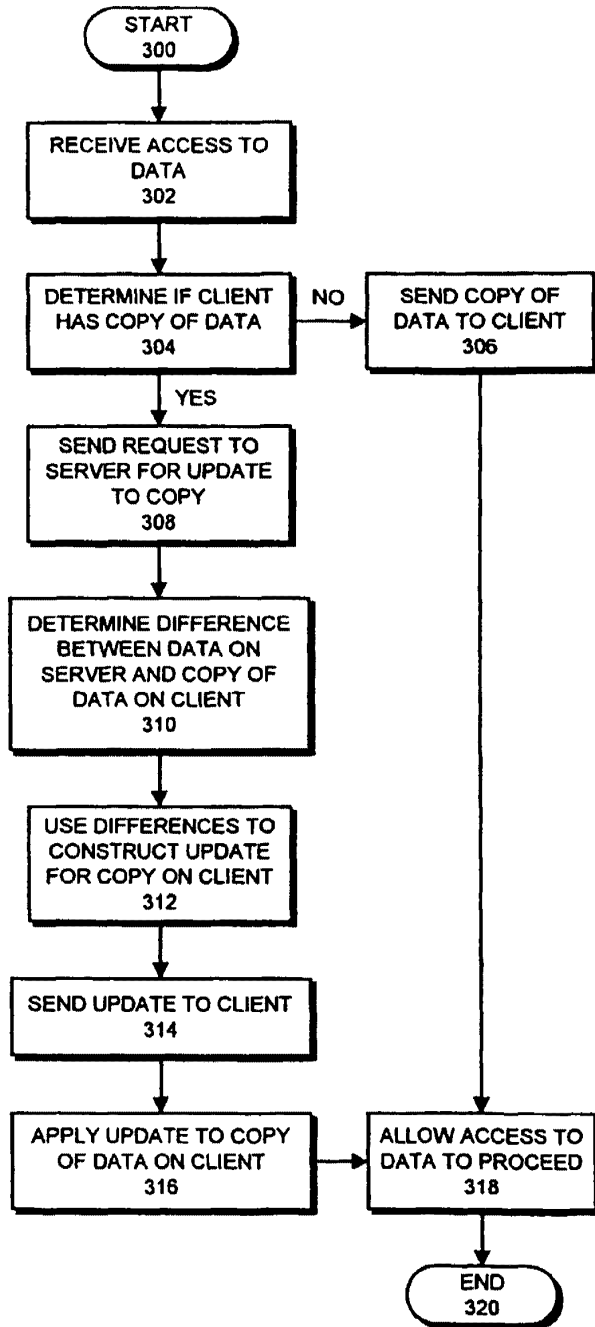 START
300
RECEIVE ACCESS TO
DATA
302
DETERMINE IF CLIENT
HAS COPY OF DATA
304
NO
SEND COPY OF
DATA TO CLIENT
306
YES
SEND REQUEST TO
SERVER FOR UPDATE
TO COPY
308
DETERMINE DIFFERENCE
BETWEEN DATA ON
SERVER AND COPY OF
DATA ON CLIENT
310
USE DIFFERENCES TO
CONSTRUCT UPDATE
FOR COPY ON CLIENT
312
SEND UPDATE TO CLIENT
314
APPLY UPDATE TO COPY
OF DATA ON CLIENT
316
ALLOW ACCESS TO
DATA TO PROCEED
318
END
320